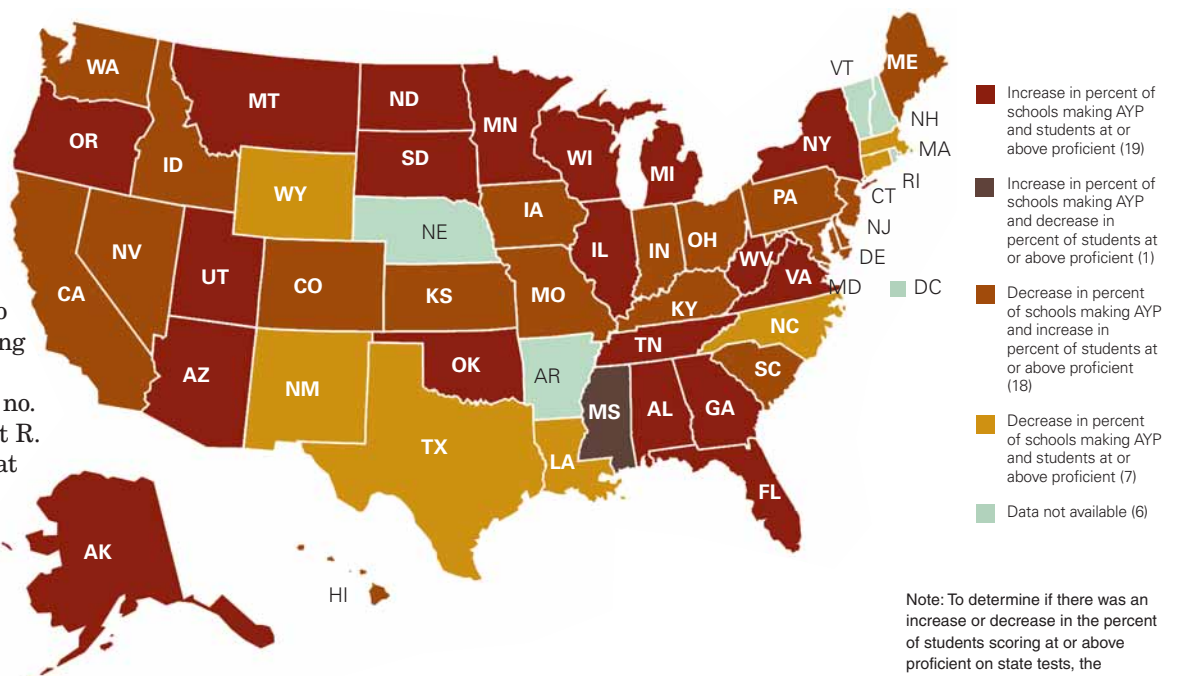 o
ng
no.
t R.
at
WA
OR
ID
MT
ND
MN
SD
WY
NE
IA
WI
MI
IL
IN
OH
PA
NY
VT
ME
NH
MA
RI
CT
NJ
DE
MD
DC
WV
VA
KY
NC
SC
TN
GA
AL
MS
FL
LA
AR
MO
KS
OK
TX
NM
CO
UT
AZ
NV
CA
AK
HI
Increase in percent of
schools making AYP
and students at or
above proficient (19)
Increase in percent of
schools making AYP
and decrease in
percent of students at
or above proficient (1)
Decrease in percent
of schools making AYP
and increase in
percent of students at
or above proficient
(18)
Decrease in percent
of schools making AYP
and students at or
above proficient (7)
Data not available (6)
Note: To determine if there was an
increase or decrease in the percent
of students scoring at or above
proficient on state tests, the